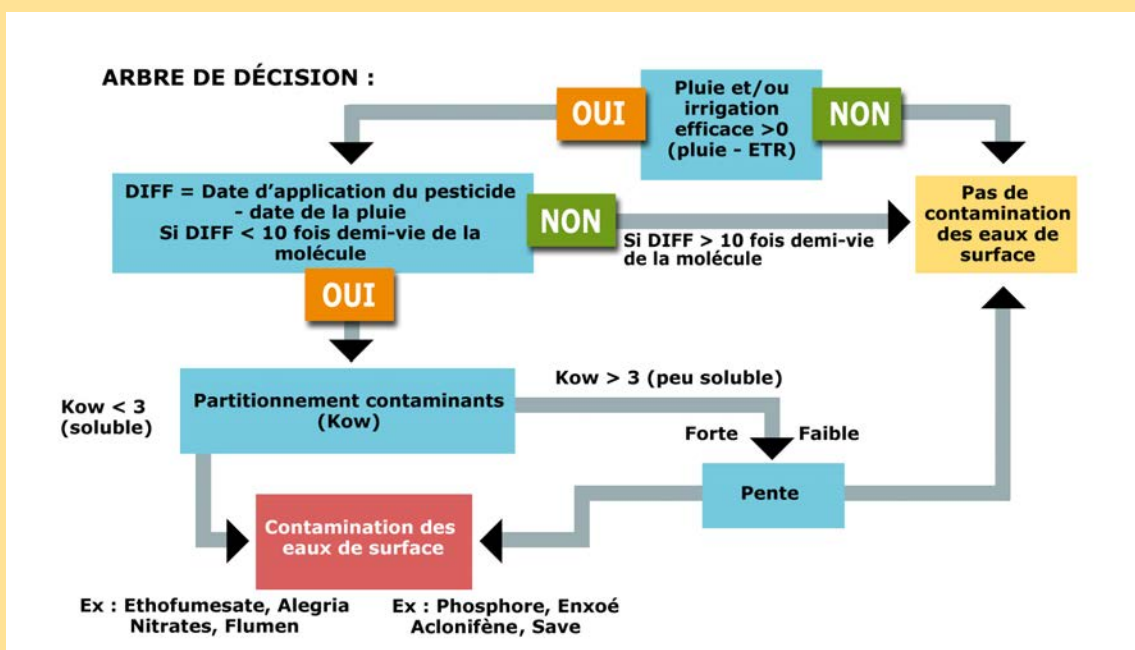 ARBRE DE DÉCISION :
Pluie et/ou
irrigation
efficace >0
(pluie - ETR)
OUI
NON
DIFF = Date d'application du pesticide
- date de la pluie
Si DIFF < 10 fois demi-vie de la
molécule
NON
Si DIFF > 10 fois demi-vie
de la molécule
Pas de
contamination
des eaux de
surface
OUI
Kow < 3
(soluble)
Partitionnement contaminants
(Kow)
Kow > 3 (peu soluble)
Forte
Faible
Pente
Contamination des
eaux de surface
Ex : Ethofumesate, Alegria
Nitrates, Flumen
Ex : Phosphore, Enxoé
Aclonifène, Save